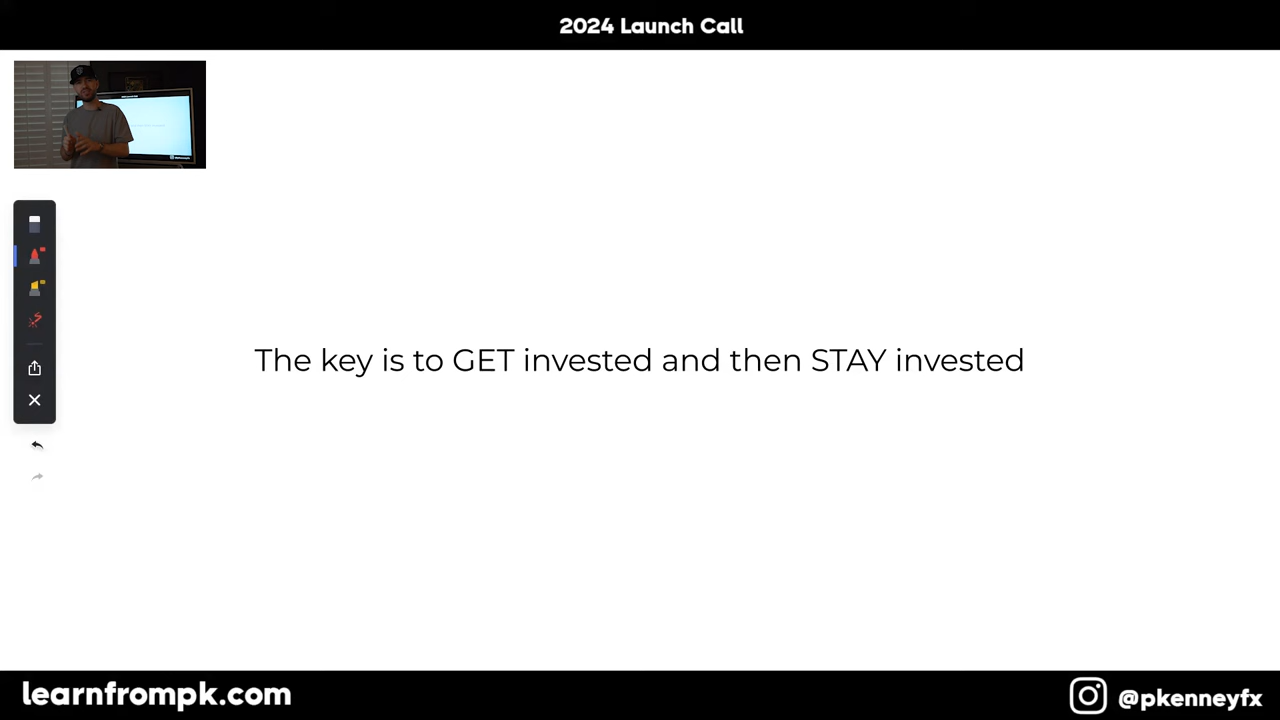 2024 Launch Call
The key is to GET invested and then STAY invested
learnfrompk.com
@pkenneyfx